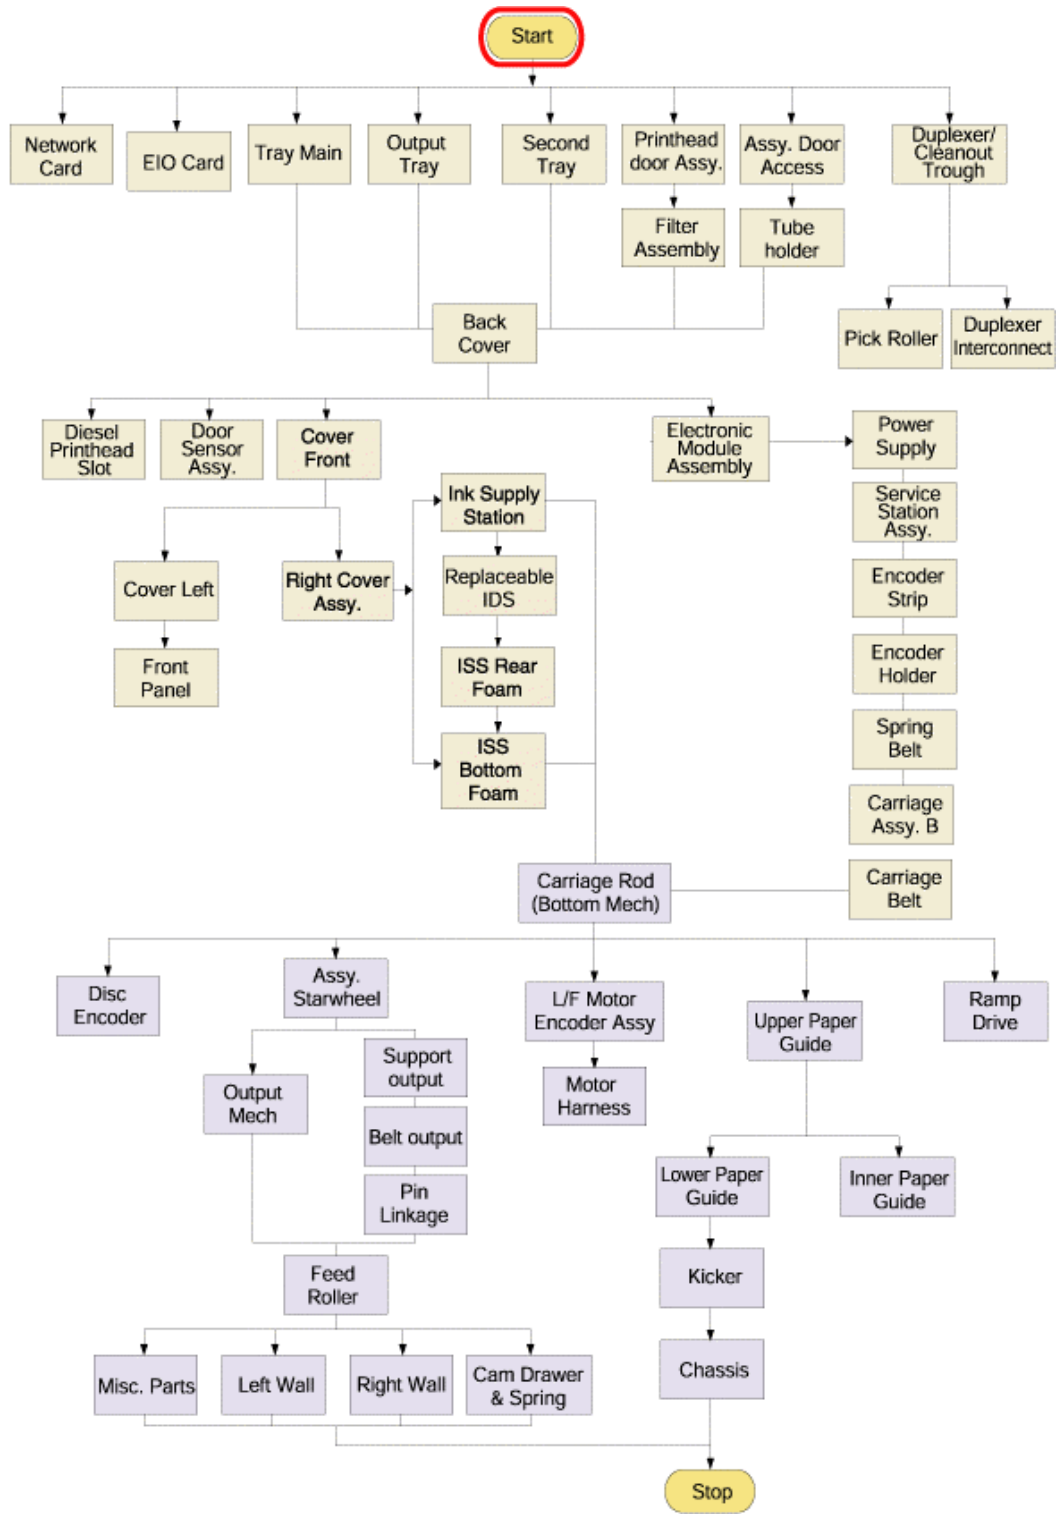 Start
Network
Card
EIO Card
Tray Main
Output
Tray
Second
Tray
Printhead
door Assy.
Assy. Door
Access
Duplexer/
Cleanout
Trough
Filter
Assembly
Tube
holder
Back
Cover
Pick Roller
Duplexer
Interconnect
Diesel
Printhead
Slot
Door
Sensor
Assy.
Cover
Front
Electronic
Module
Assembly
Power
Supply
Ink Supply
Station
Service
Station
Assy.
Cover Left
Right Cover
Assy.
Replaceable
IDS
Encoder
Strip
Front
Panel
ISS Rear
Foam
Encoder
Holder
ISS
Bottom
Foam
Spring
Belt
Carriage
Assy. B
Carriage Rod
(Bottom Mech)
Carriage
Belt
Disc
Encoder
Assy.
Starwheel
L/F Motor
Encoder Assy
Upper Paper
Guide
Ramp
Drive
Output
Mech
Support
output
Motor
Harness
Belt output
Pin
Linkage
Lower Paper
Guide
Inner Paper
Guide
Feed
Roller
Kicker
Misc. Parts
Left Wall
Right Wall
Cam Drawer
& Spring
Chassis
Stop